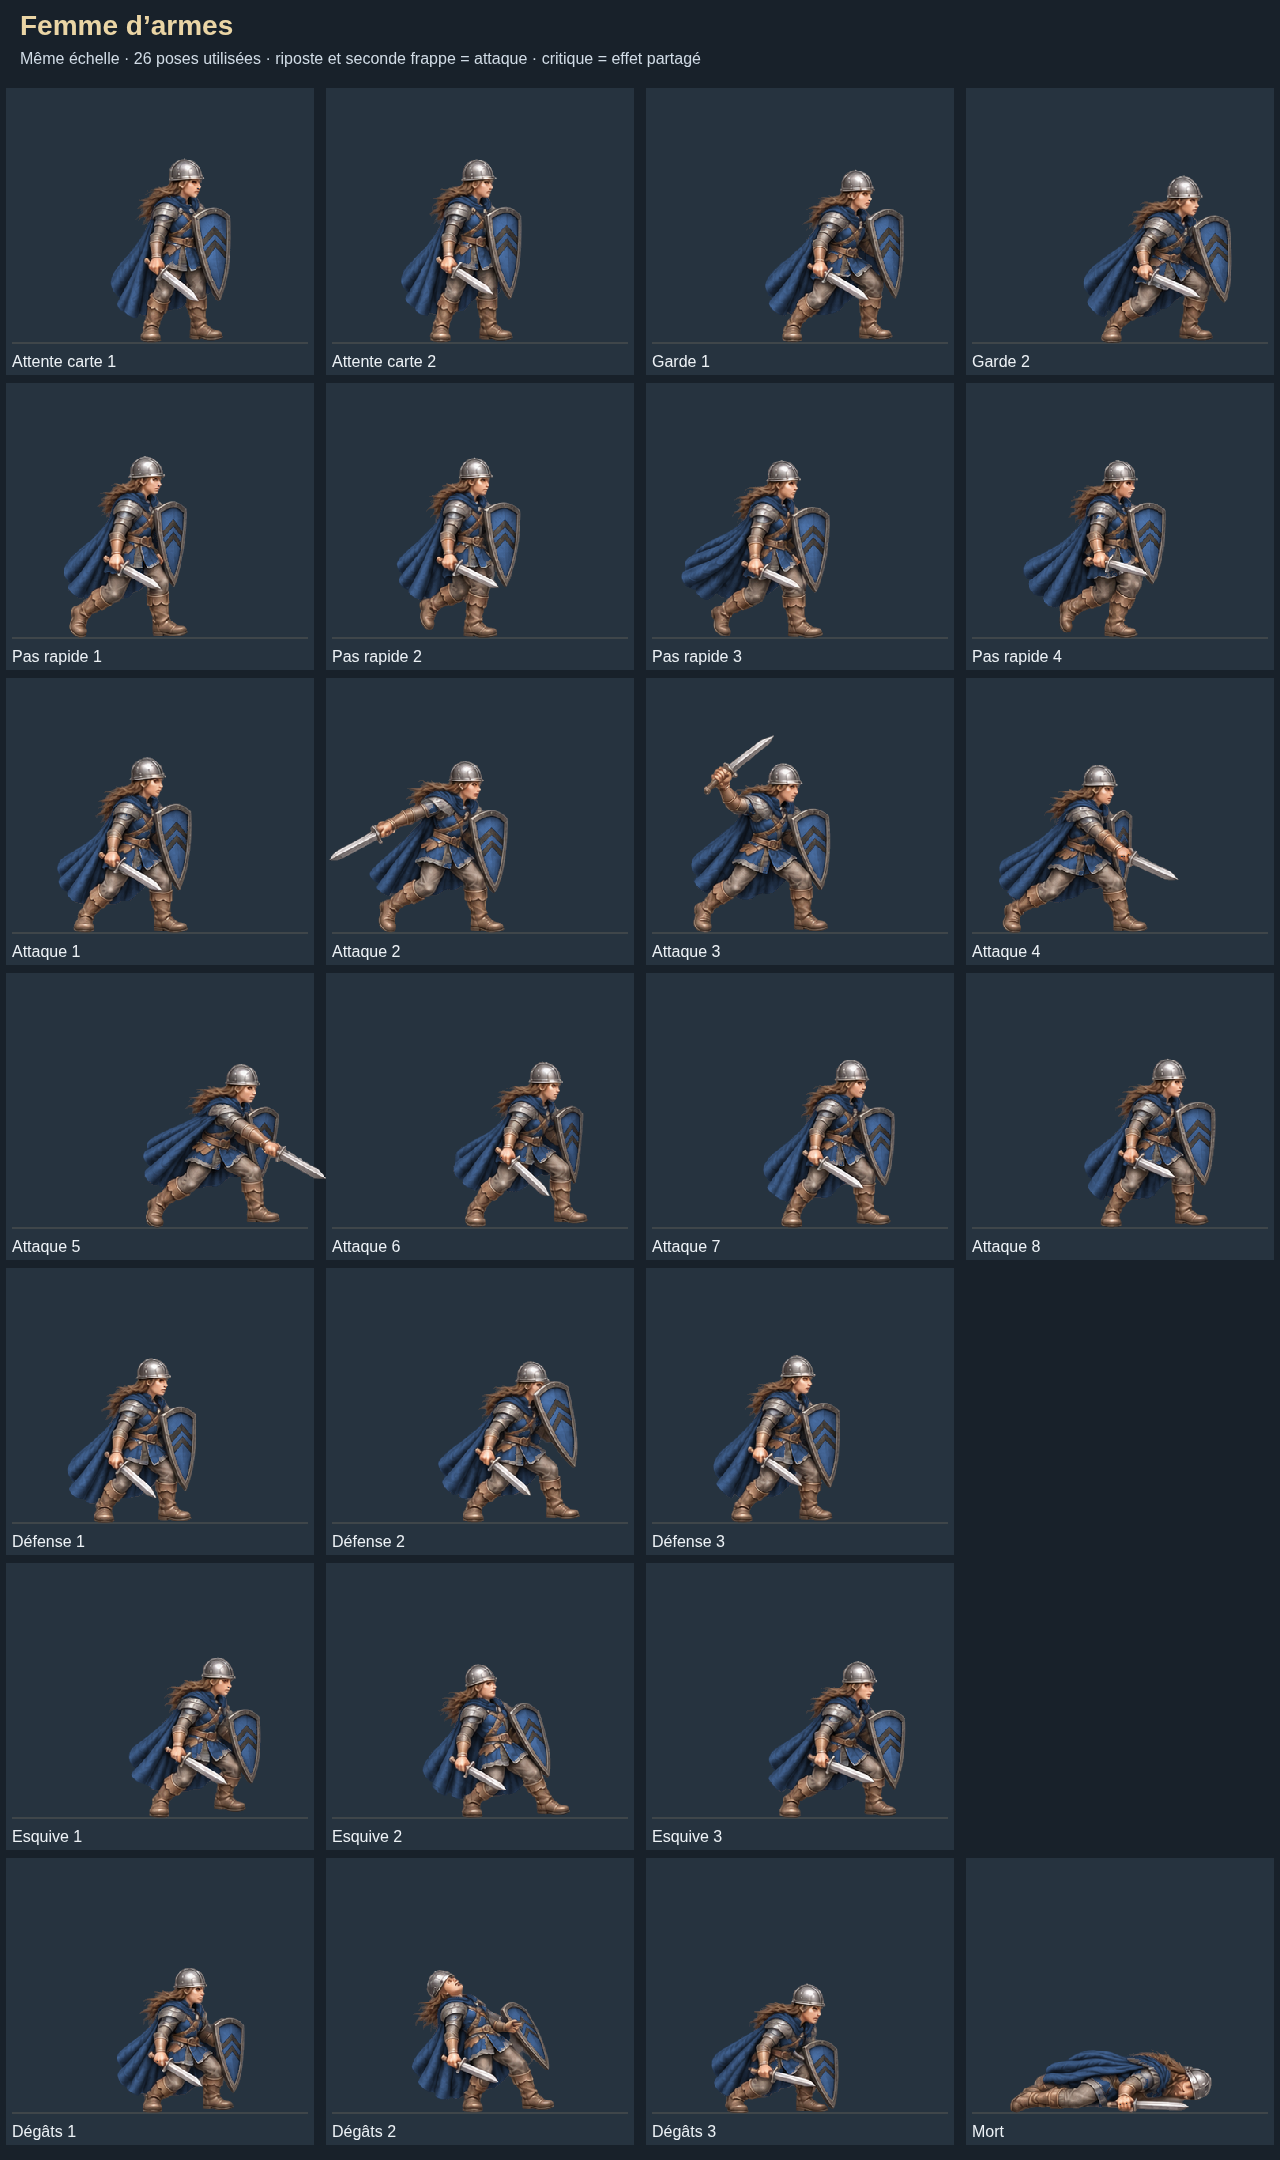 Femme d’armes
Même échelle · 26 poses utilisées · riposte et seconde frappe = attaque · critique = effet partagé
Attente carte 1
Attente carte 2
Garde 1
Garde 2
Pas rapide 1
Pas rapide 2
Pas rapide 3
Pas rapide 4
Attaque 1
Attaque 2
Attaque 3
Attaque 4
Attaque 5
Attaque 6
Attaque 7
Attaque 8
Défense 1
Défense 2
Défense 3
Esquive 1
Esquive 2
Esquive 3
Dégâts 1
Dégâts 2
Dégâts 3
Mort